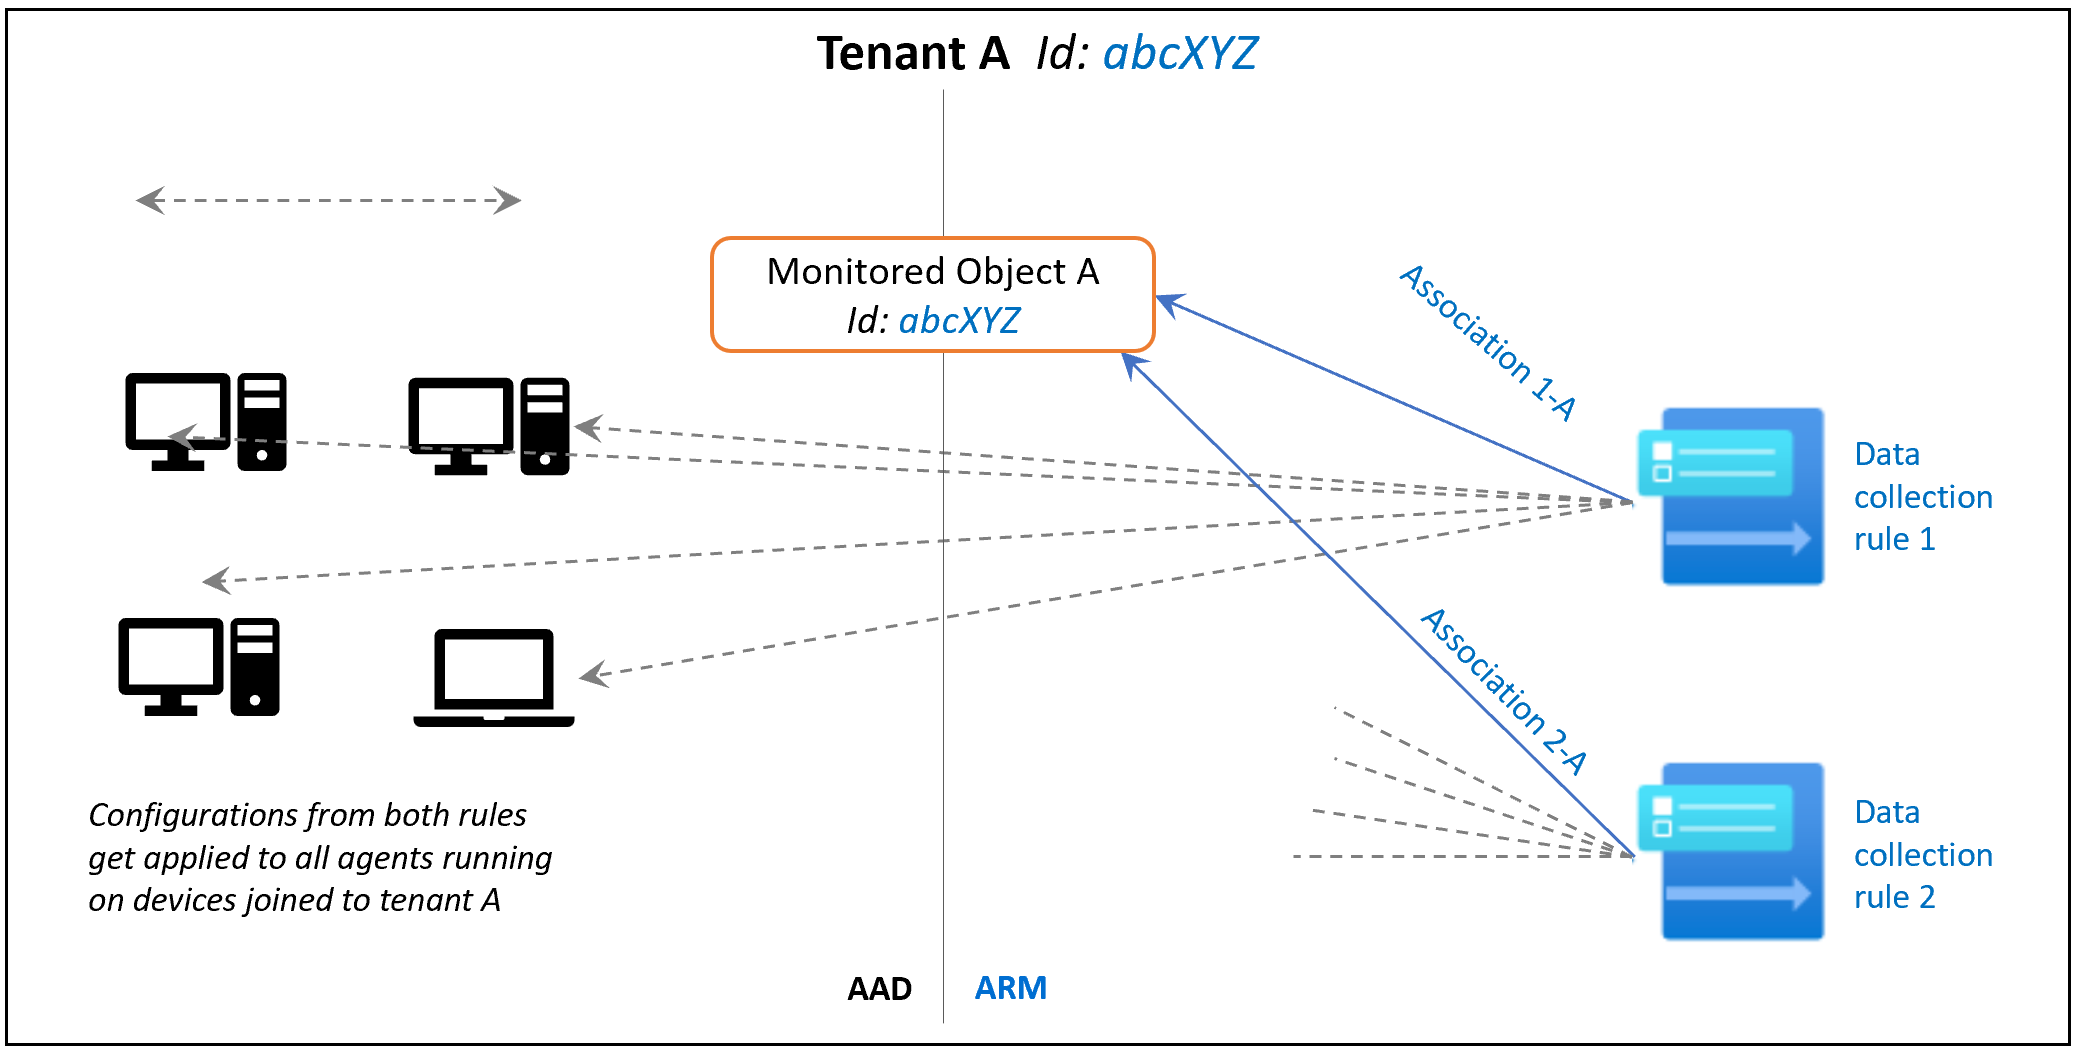 Tenant A Id: abcXYZ
Monitored Object A
Id: abcXYZ
Association 1-A
Data
collection
rule 1
Association 2-A
Data
collection
rule 2
Configurations from both rules
get applied to all agents running
on devices joined to tenant A
AAD
ARM